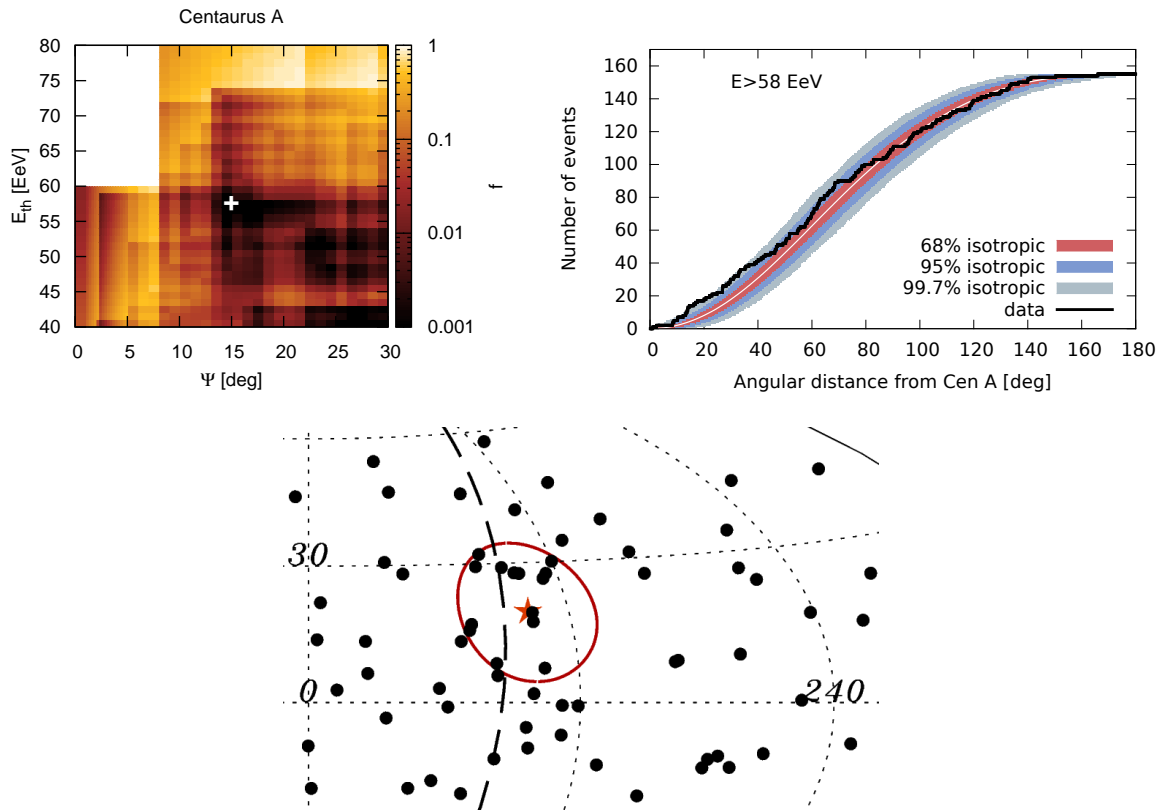 Centaurus A
80
75
70
65
60
55
50
45
40
E_th [EeV]
0 5 10 15 20 25 30
Ψ [deg]
1
0.1
0.01
0.001
f
E>58 EeV
160
140
120
100
80
60
40
20
0
Number of events
68% isotropic
95% isotropic
99.7% isotropic
data
0 20 40 60 80 100 120 140 160 180
Angular distance from Cen A [deg]
30
0 240